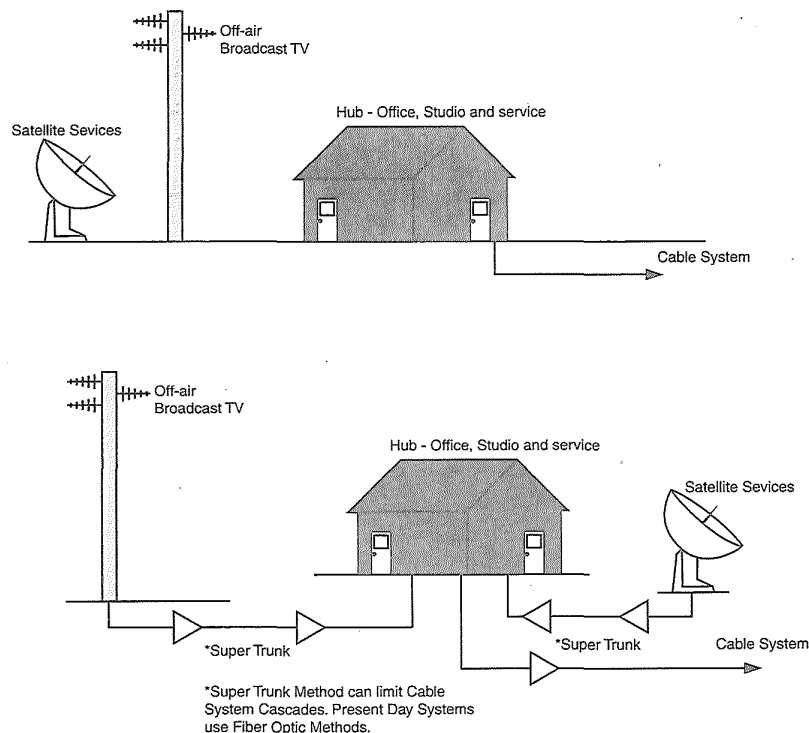 Off-air
Broadcast TV
Hub - Office, Studio and service
Satellite Sevices
Cable System
Off-air
Broadcast TV
Hub - Office, Studio and service
Satellite Sevices
*Super Trunk
*Super Trunk
Cable System
*Super Trunk Method can limit Cable
System Cascades. Present Day Systems
use Fiber Optic Methods.